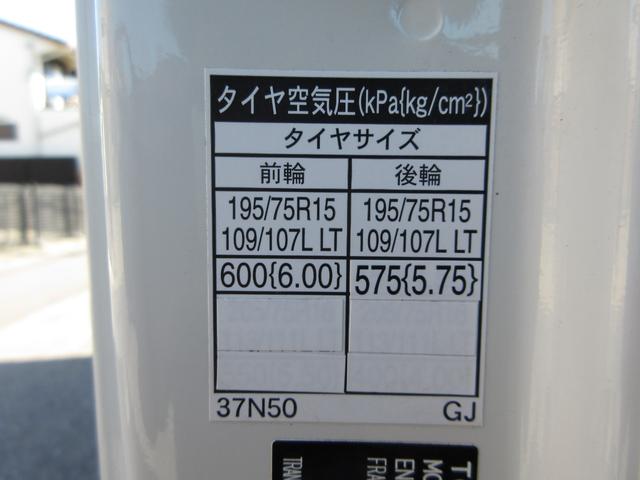 タイヤ空気圧(kPa{kg/cm²})
タイヤサイズ
前輪 後輪
195/75R15 195/75R15
109/107L LT 109/107L LT
600{6.00} 575{5.75}
37N50 GJ